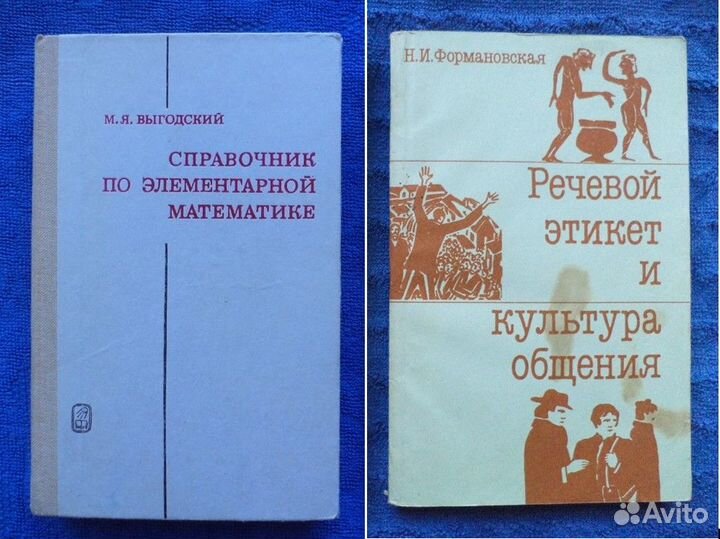 М.Я. ВЫГОДСКИЙ
СПРАВОЧНИК
ПО ЭЛЕМЕНТАРНОЙ
МАТЕМАТИКЕ
Н.И.Формановская
Речевой
этикет
и
культура
общения
Avito